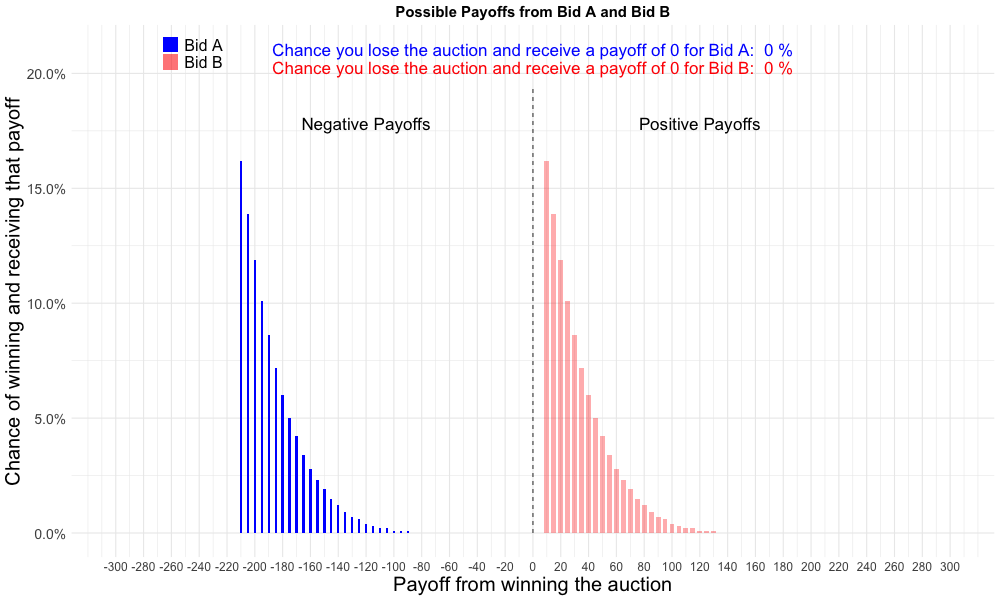 Possible Payoffs from Bid A and Bid B
Bid A
Bid B
Chance you lose the auction and receive a payoff of 0 for Bid A:  0 %
Chance you lose the auction and receive a payoff of 0 for Bid B:  0 %
Negative Payoffs
Positive Payoffs
Chance of winning and receiving that payoff
20.0%
15.0%
10.0%
5.0%
0.0%
-300 -280 -260 -240 -220 -200 -180 -160 -140 -120 -100 -80 -60 -40 -20 0 20 40 60 80 100 120 140 160 180 200 220 240 260 280 300
Payoff from winning the auction